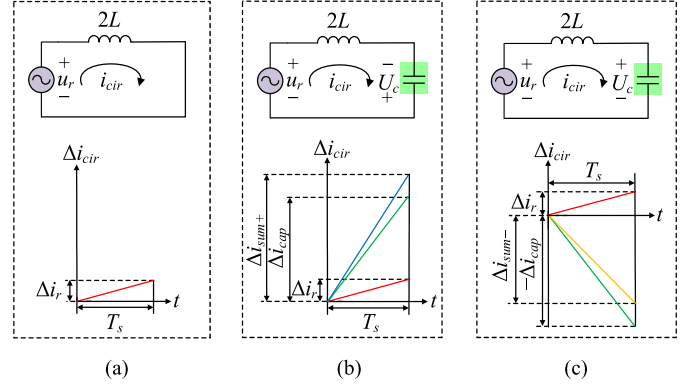 2L
+
u_r
−
i_cir
Δi_cir
Δi_r
t
T_s
(a)
2L
+
u_r
−
i_cir
−
U_c
+
Δi_cir
Δi_sum+
Δi_cap
Δi_r
t
T_s
(b)
2L
+
u_r
−
i_cir
+
U_c
−
Δi_cir
T_s
Δi_r
t
Δi_sum−
−Δi_cap
(c)